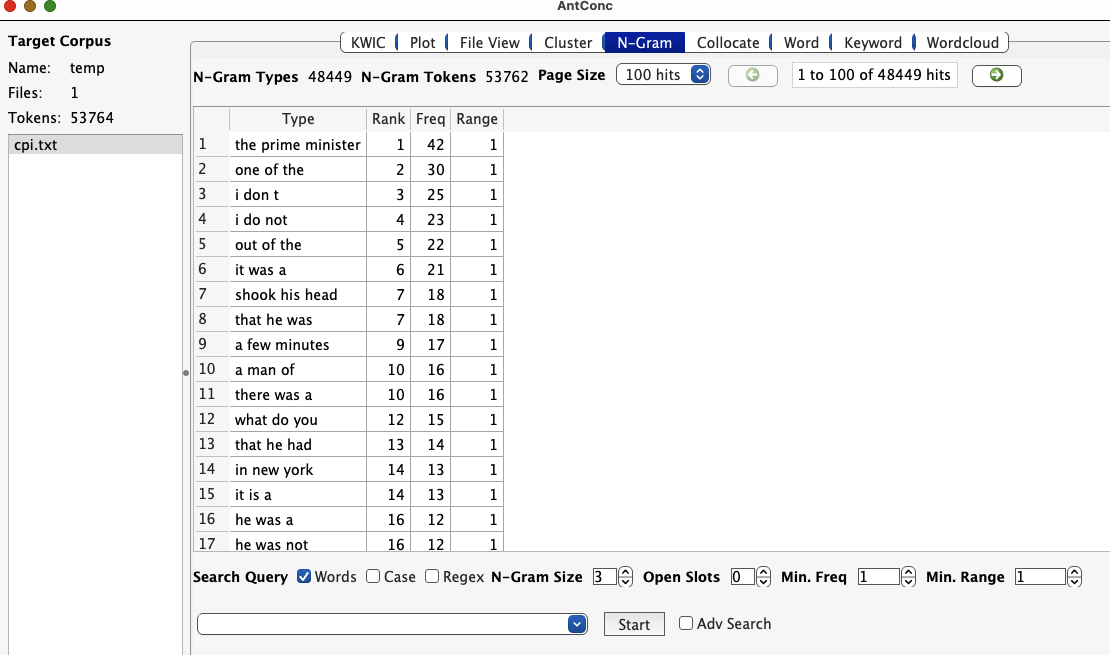 AntConc
Target Corpus
Name: temp
Files: 1
Tokens: 53764
cpi.txt
KWIC Plot File View Cluster N-Gram Collocate Word Keyword Wordcloud
N-Gram Types 48449 N-Gram Tokens 53762 Page Size 100 hits 1 to 100 of 48449 hits
Type Rank Freq Range
1 the prime minister 1 42 1
2 one of the 2 30 1
3 i don t 3 25 1
4 i do not 4 23 1
5 out of the 5 22 1
6 it was a 6 21 1
7 shook his head 7 18 1
8 that he was 7 18 1
9 a few minutes 9 17 1
10 a man of 10 16 1
11 there was a 10 16 1
12 what do you 12 15 1
13 that he had 13 14 1
14 in new york 14 13 1
15 it is a 14 13 1
16 he was a 16 12 1
17 he was not 16 12 1
Search Query Words Case Regex N-Gram Size 3 Open Slots 0 Min. Freq 1 Min. Range 1
Start Adv Search